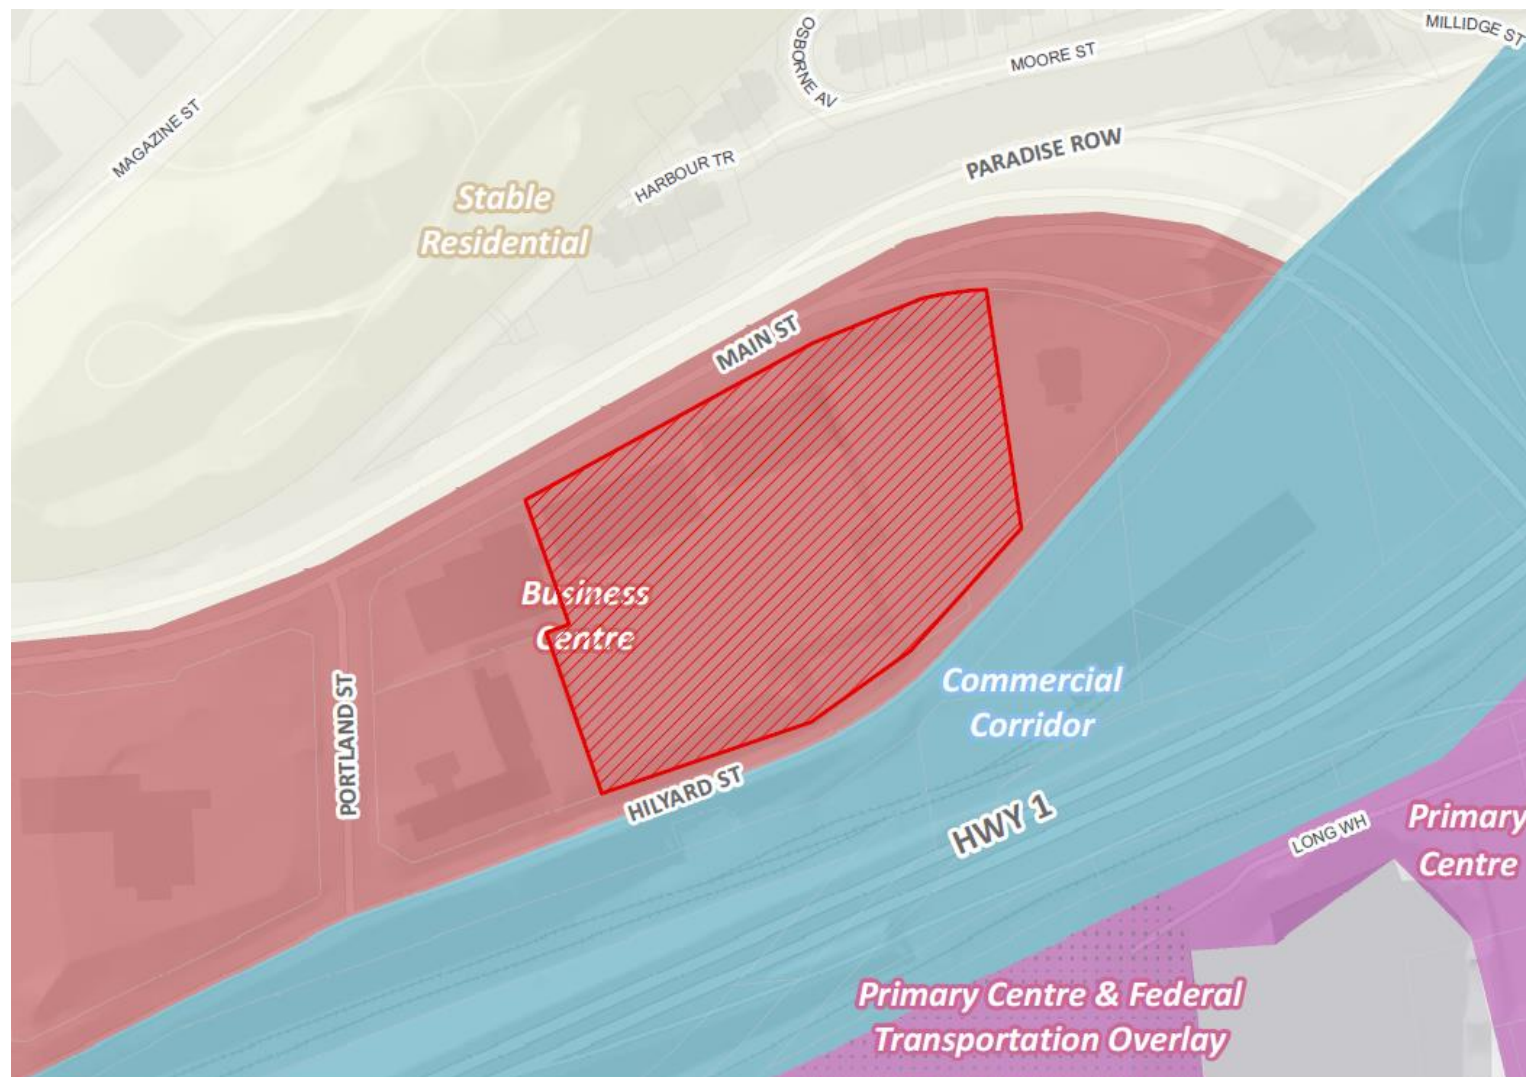 MILLIDGE ST
OSBORNE AV
MOORE ST
MAGAZINE ST
PARADISE ROW
HARBOUR TR
Stable
Residential
MAIN ST
Business
Centre
PORTLAND ST
Commercial
Corridor
HILYARD ST
HWY 1
LONG WH
Primary
Centre
Primary Centre & Federal
Transportation Overlay